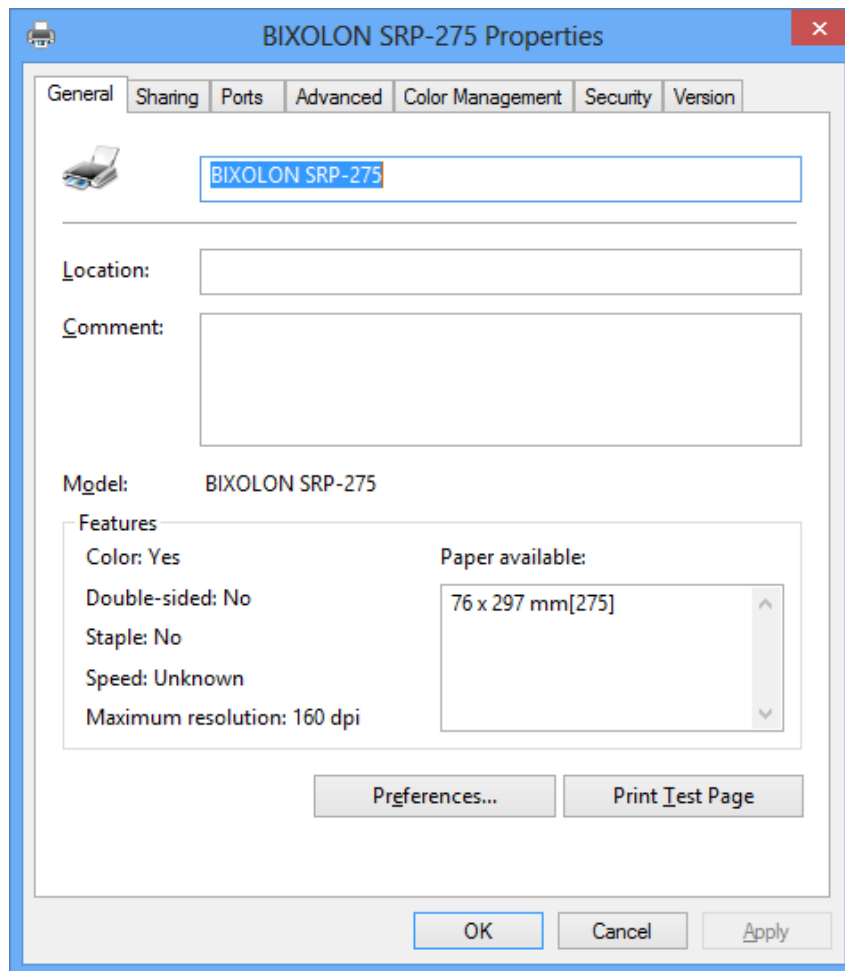 BIXOLON SRP-275 Properties
General Sharing Ports Advanced Color Management Security Version
BIXOLON SRP-275
Location:
Comment:
Model: BIXOLON SRP-275
Features
Color: Yes
Double-sided: No
Staple: No
Speed: Unknown
Maximum resolution: 160 dpi
Paper available:
76 x 297 mm[275]
Preferences... Print Test Page
OK Cancel Apply